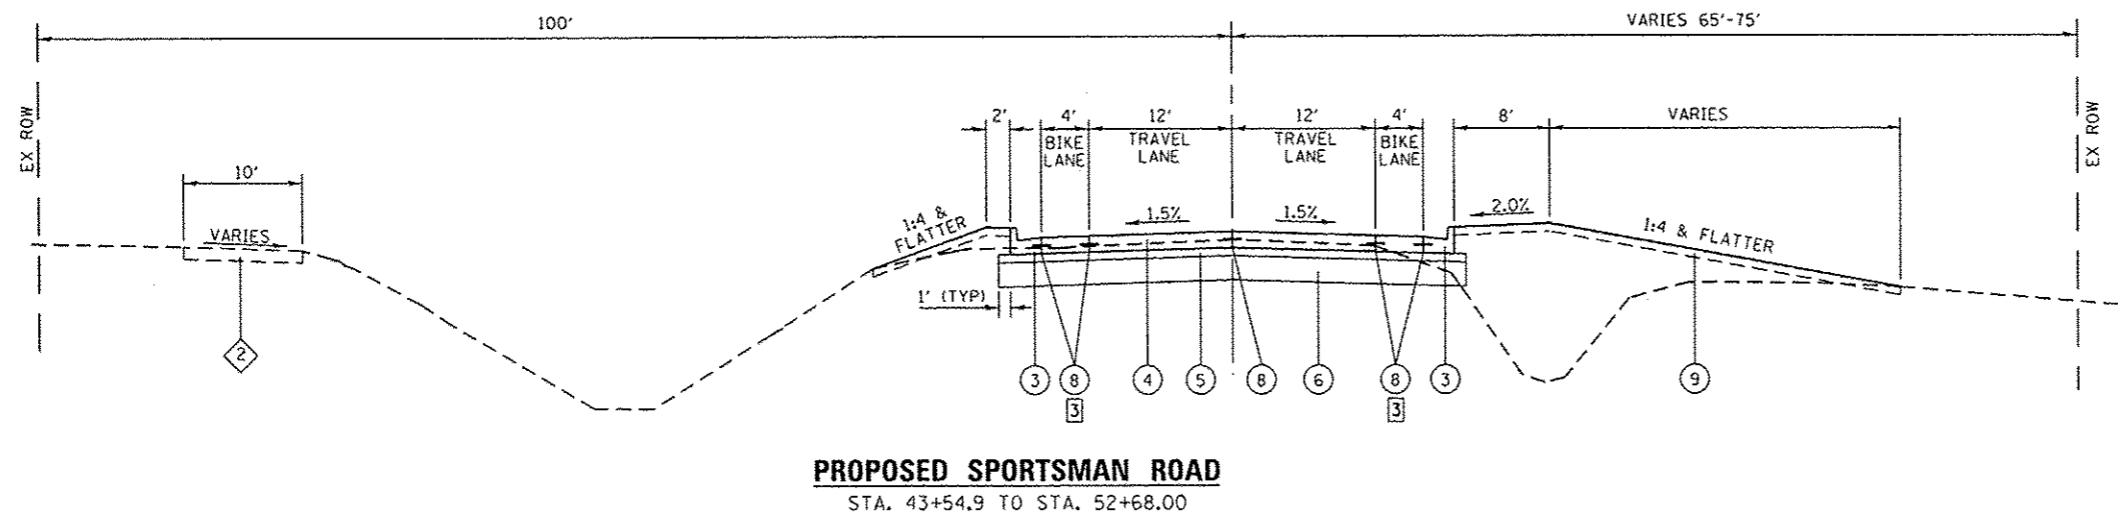 100'
VARIES 65'-75'
EX ROW
EX ROW
2'
4'
12'
12'
4'
8'
VARIES
BIKE
LANE
TRAVEL
LANE
TRAVEL
LANE
BIKE
LANE
10'
VARIES
1:4 &
FLATTER
1.5%
1.5%
2.0%
1:4 & FLATTER
1' (TYP)
2
3
8
4
5
8
6
8
3
9
3
3
PROPOSED SPORTSMAN ROAD
STA. 43+54.9 TO STA. 52+68.00